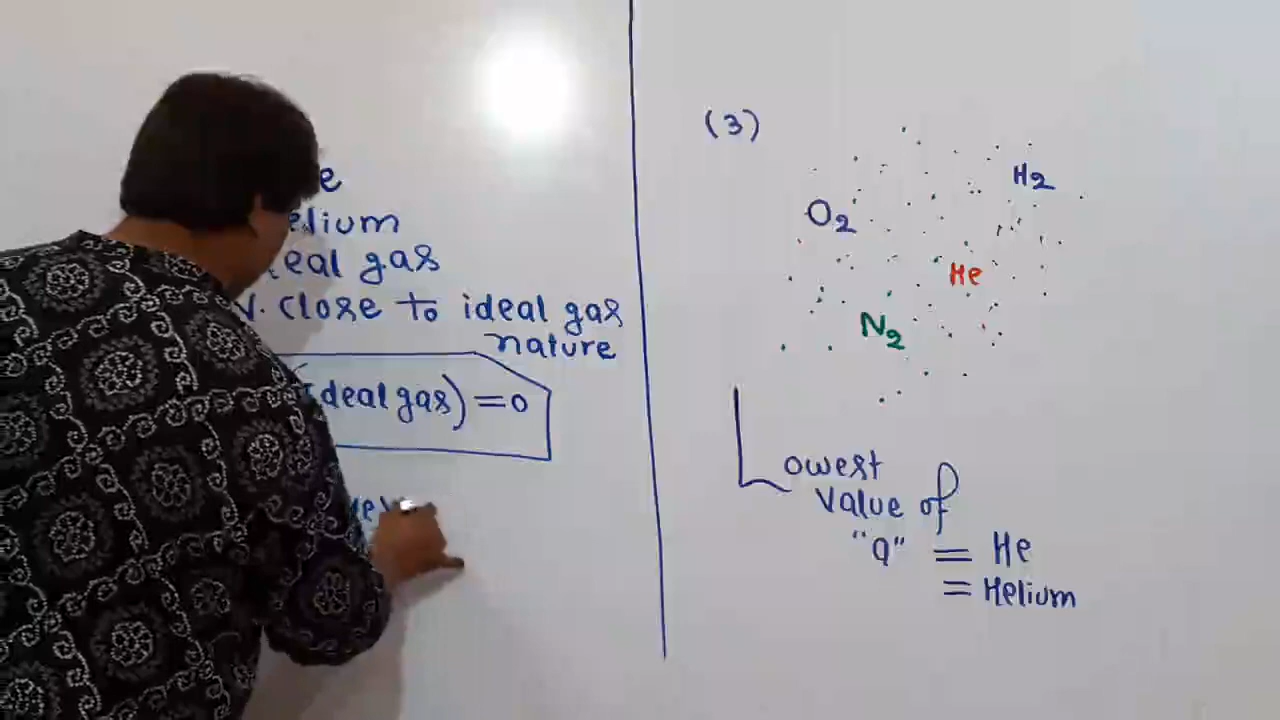 e
elium
eal gas
V. Close to ideal gas
nature
(Ideal gas) = 0
(3)
H2
O2
He
N2
Lowest
Value of
"a" = He
= Helium